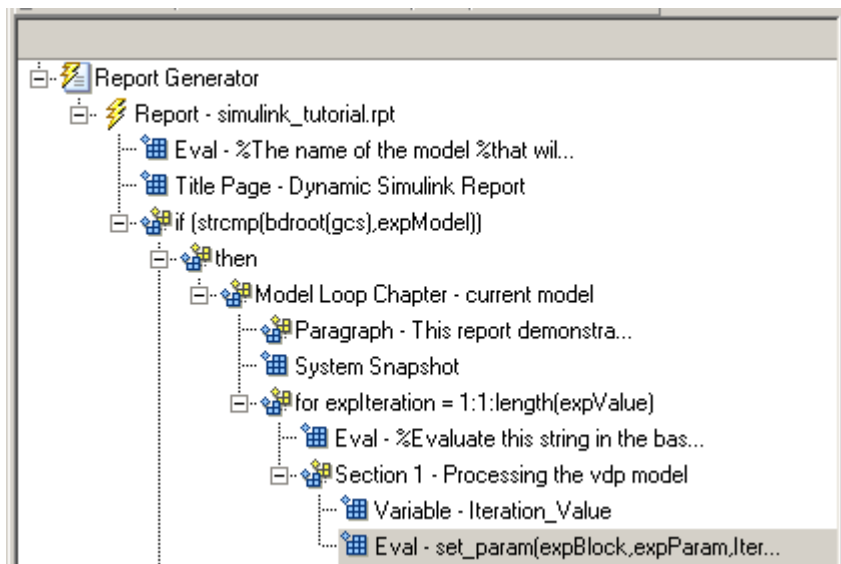 Report Generator
Report - simulink_tutorial.rpt
Eval - %The name of the model %that wil...
Title Page - Dynamic Simulink Report
if (strcmp(bdroot(gcs),expModel))
then
Model Loop Chapter - current model
Paragraph - This report demonstra...
System Snapshot
for expIteration = 1:1:length(expValue)
Eval - %Evaluate this string in the bas...
Section 1 - Processing the vdp model
Variable - Iteration_Value
Eval - set_param(expBlock,expParam,Iter...